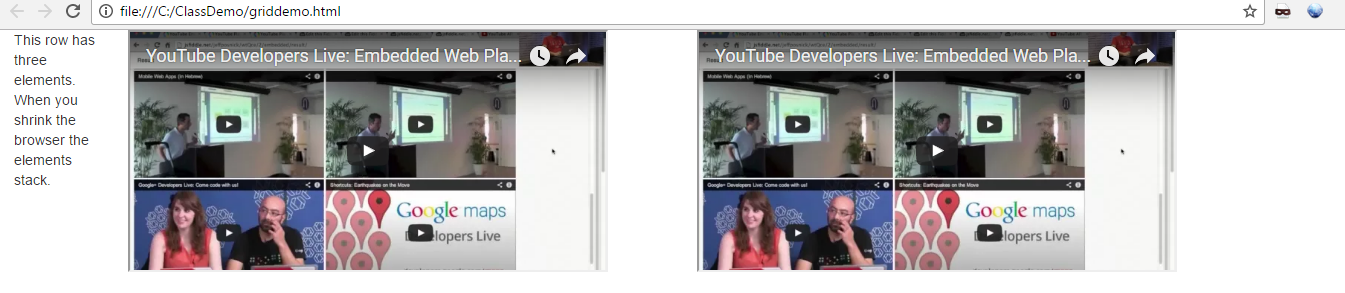 file:///C:/ClassDemo/griddemo.html
This row has
three
elements.
When you
shrink the
browser the
elements
stack.
YouTube Developers Live: Embedded Web Pla...
Mobile Web Apps (In Hebrew)
Google+ Developers Live: Come code with us!
Shortcuts: Earthquakes on the Move
Google maps
Developers Live
YouTube Developers Live: Embedded Web Pla...
Mobile Web Apps (In Hebrew)
Google+ Developers Live: Come code with us!
Shortcuts: Earthquakes on the Move
Google maps
Developers Live